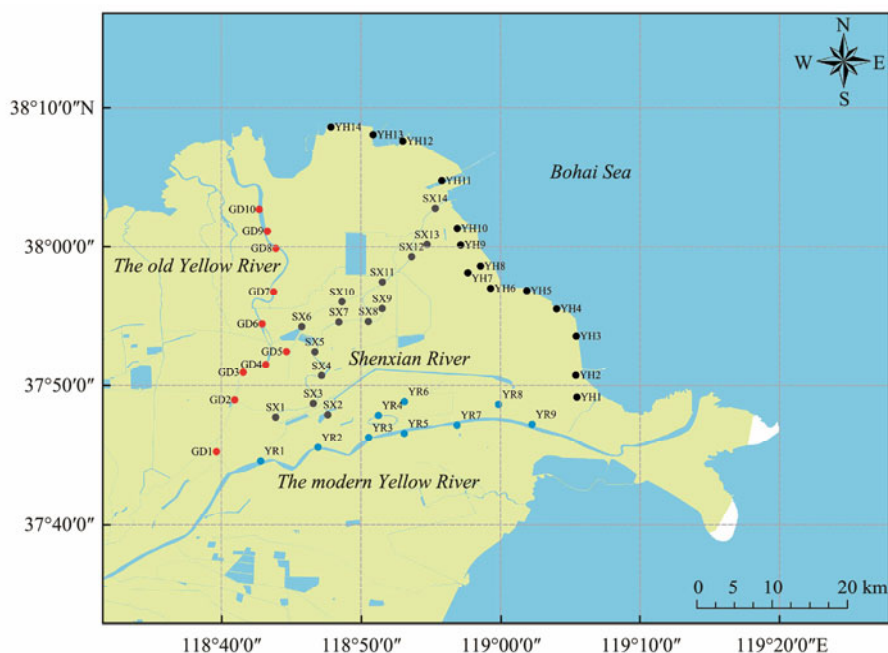 N
W E
S
38°10′0″N
YH14
YH13
YH12
Bohai Sea
YH11
SX14
GD10
YH10
GD9
SX13
YH9
38°00′0″N
GD8
SX12
The old Yellow River
YH8
YH7
SX11
GD7
YH6
YH5
SX10
SX9
YH4
SX6
SX7
SX8
GD6
YH3
SX5
GD5
Shenxian River
GD4
SX4
GD3
YH2
37°50′0″N
GD2
SX3
YR6
YR8
YH1
SX1
SX2
YR4
YR7
YR9
YR3
YR5
YR2
GD1
YR1
The modern Yellow River
37°40′0″N
0 5 10 20 km
118°40′0″ 118°50′0″ 119°00′0″ 119°10′0″ 119°20′0″E